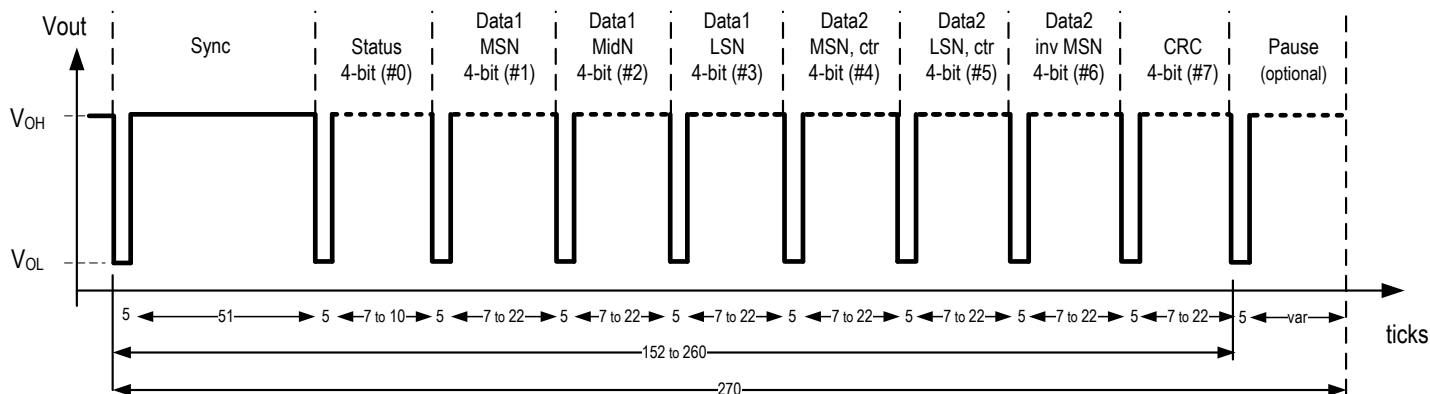 Vout
Sync
Status
4-bit (#0)
Data1
MSN
4-bit (#1)
Data1
MidN
4-bit (#2)
Data1
LSN
4-bit (#3)
Data2
MSN, ctr
4-bit (#4)
Data2
LSN, ctr
4-bit (#5)
Data2
inv MSN
4-bit (#6)
CRC
4-bit (#7)
Pause
(optional)
VOH
VOL
5 51 5 7 to 10 5 7 to 22 5 7 to 22 5 7 to 22 5 7 to 22 5 7 to 22 5 7 to 22 5 7 to 22 5 var
ticks
152 to 260
270